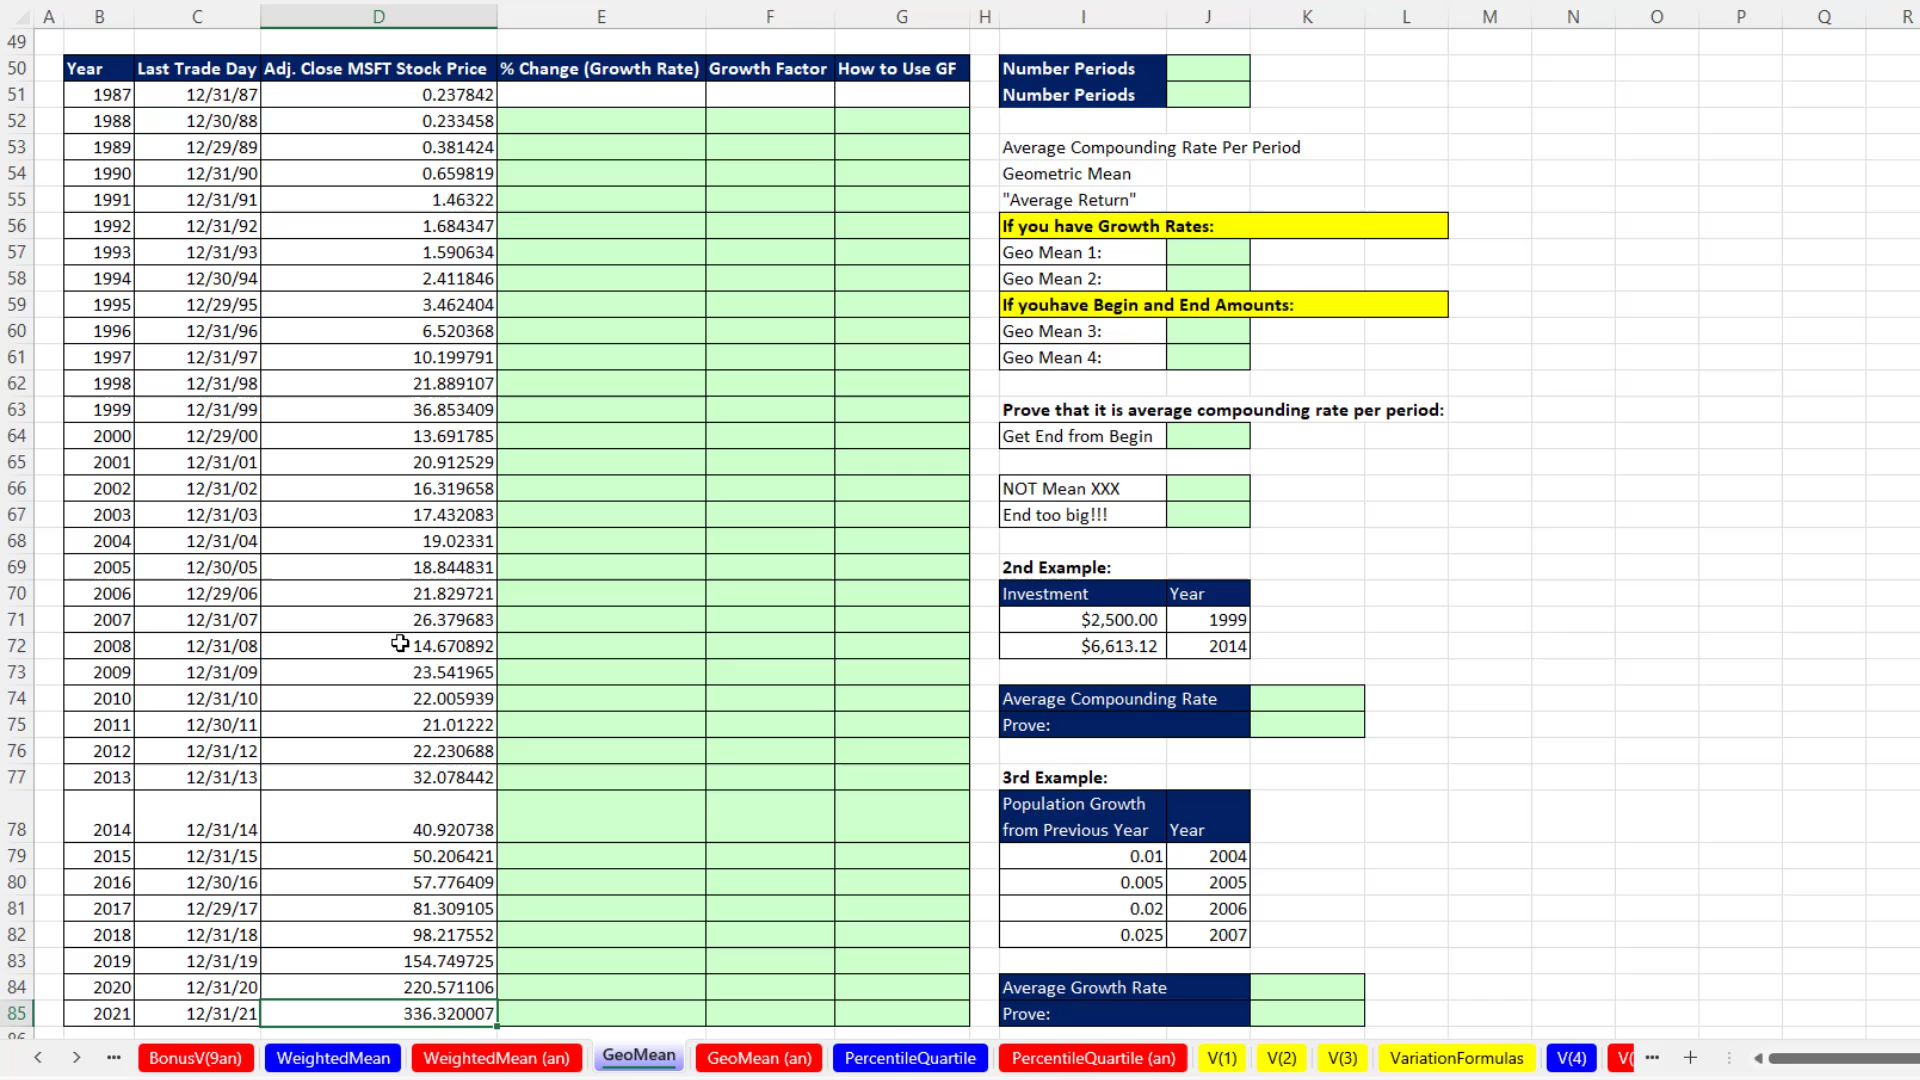 A B C D E F G H I J K L M N O P Q R
49
50 Year Last Trade Day Adj. Close MSFT Stock Price % Change (Growth Rate) Growth Factor How to Use GF Number Periods
51 1987 12/31/87 0.237842 Number Periods
52 1988 12/30/88 0.233458
53 1989 12/29/89 0.381424 Average Compounding Rate Per Period
54 1990 12/31/90 0.659819 Geometric Mean
55 1991 12/31/91 1.46322 "Average Return"
56 1992 12/31/92 1.684347 If you have Growth Rates:
57 1993 12/31/93 1.590634 Geo Mean 1:
58 1994 12/30/94 2.411846 Geo Mean 2:
59 1995 12/29/95 3.462404 If youhave Begin and End Amounts:
60 1996 12/31/96 6.520368 Geo Mean 3:
61 1997 12/31/97 10.199791 Geo Mean 4:
62 1998 12/31/98 21.889107
63 1999 12/31/99 36.853409 Prove that it is average compounding rate per period:
64 2000 12/29/00 13.691785 Get End from Begin
65 2001 12/31/01 20.912529
66 2002 12/31/02 16.319658 NOT Mean XXX
67 2003 12/31/03 17.432083 End too big!!!
68 2004 12/31/04 19.02331
69 2005 12/30/05 18.844831 2nd Example:
70 2006 12/29/06 21.829721 Investment Year
71 2007 12/31/07 26.379683 $2,500.00 1999
72 2008 12/31/08 14.670892 $6,613.12 2014
73 2009 12/31/09 23.541965
74 2010 12/31/10 22.005939 Average Compounding Rate
75 2011 12/30/11 21.01222 Prove:
76 2012 12/31/12 22.230688
77 2013 12/31/13 32.078442 3rd Example:
Population Growth
78 2014 12/31/14 40.920738 from Previous Year Year
79 2015 12/31/15 50.206421 0.01 2004
80 2016 12/30/16 57.776409 0.005 2005
81 2017 12/29/17 81.309105 0.02 2006
82 2018 12/31/18 98.217552 0.025 2007
83 2019 12/31/19 154.749725
84 2020 12/31/20 220.571106 Average Growth Rate
85 2021 12/31/21 336.320007 Prove:
BonusV(9an) WeightedMean WeightedMean (an) GeoMean GeoMean (an) PercentileQuartile PercentileQuartile (an) V(1) V(2) V(3) VariationFormulas V(4) V(